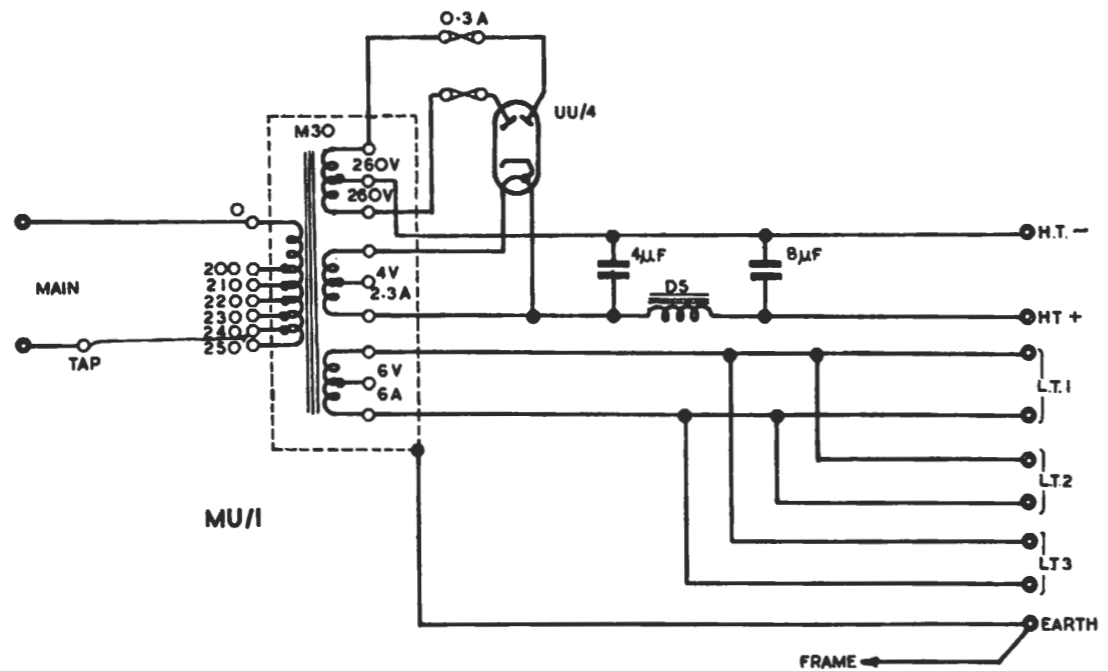 0·3A
UU/4
M30
260V
260V
O
MAIN
200
210
220
230
240
250
TAP
4V
2.3A
6V
6A
4µF
8µF
D5
H.T. -
HT +
L.T.1
L.T.2
L.T3
EARTH
FRAME
MU/1